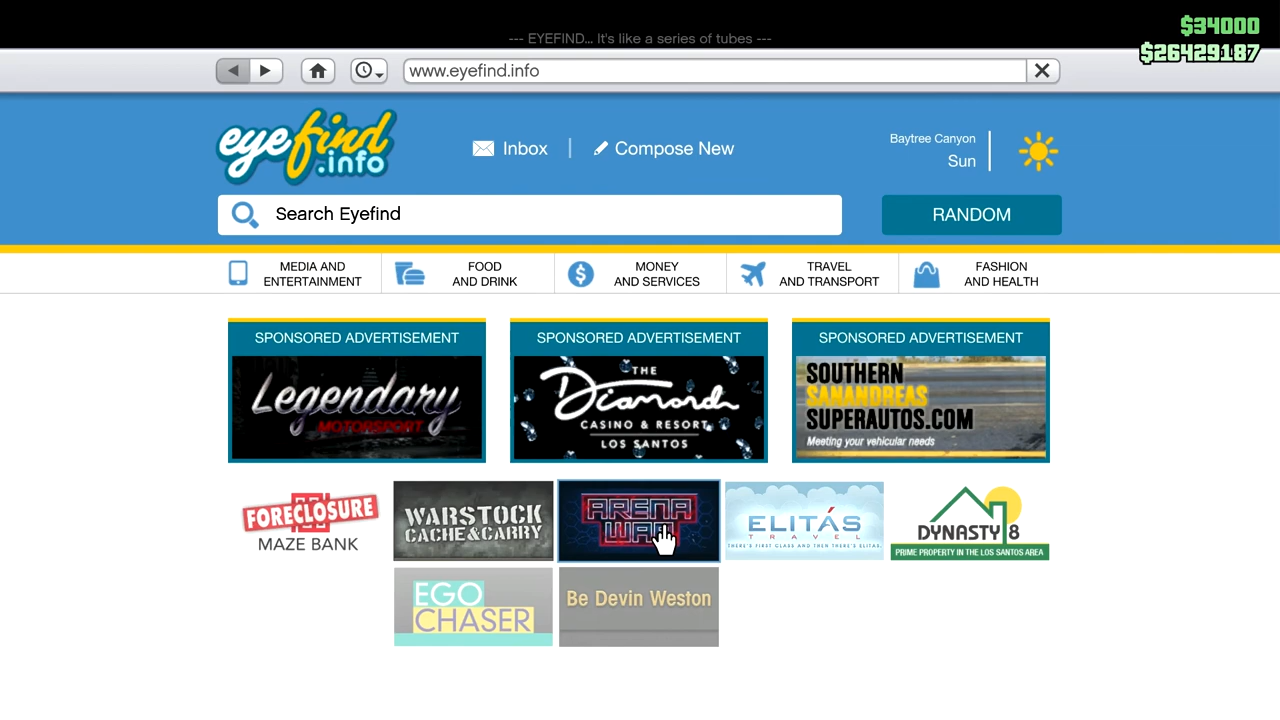 $34000
--- EYEFIND... It's like a series of tubes ---
$26429187
www.eyefind.info
eyefind
.info
Inbox
Compose New
Baytree Canyon
Sun
Search Eyefind
RANDOM
MEDIA AND
ENTERTAINMENT
FOOD
AND DRINK
MONEY
AND SERVICES
TRAVEL
AND TRANSPORT
FASHION
AND HEALTH
SPONSORED ADVERTISEMENT
Legendary
MOTORSPORT
SPONSORED ADVERTISEMENT
THE
Diamond
CASINO & RESORT
LOS SANTOS
SPONSORED ADVERTISEMENT
SOUTHERN
SANANDREAS
SUPERAUTOS.COM
Meeting your vehicular needs
FORECLOSURE
MAZE BANK
WARSTOCK
CACHE&CARRY
ARENA
WAR
ELITÁS
TRAVEL
THERE'S FIRST CLASS AND THEN THERE'S ELITAS.
DYNASTY 8
PRIME PROPERTY IN THE LOS SANTOS AREA
EGO
CHASER
Be Devin Weston